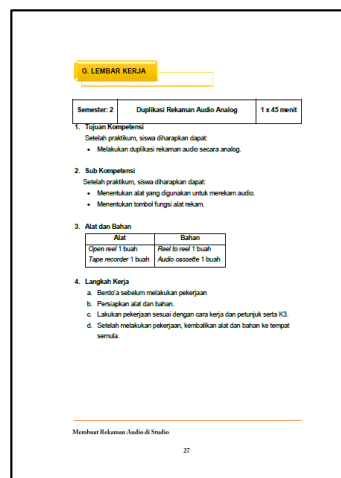 G. LEMBAR KERJA
Semester: 2 Duplikasi Rekaman Audio Analog 1 x 45 menit
1. Tujuan Kompetensi
Setelah praktikum, siswa diharapkan dapat:
• Melakukan duplikasi rekaman audio secara analog.
2. Sub Kompetensi
Setelah praktikum, siswa diharapkan dapat:
• Menentukan alat yang digunakan untuk merekam audio.
• Menentukan tombol fungsi alat rekam.
3. Alat dan Bahan
Alat Bahan
Open reel 1 buah Reel to reel 1 buah
Tape recorder 1 buah Audio cassette 1 buah
4. Langkah Kerja
a. Berdo'a sebelum melakukan pekerjaan
b. Persiapkan alat dan bahan.
c. Lakukan pekerjaan sesuai dengan cara kerja dan petunjuk serta K3.
d. Setelah melakukan pekerjaan, kembalikan alat dan bahan ke tempat
semula.
Membuat Rekaman Audio di Studio
27